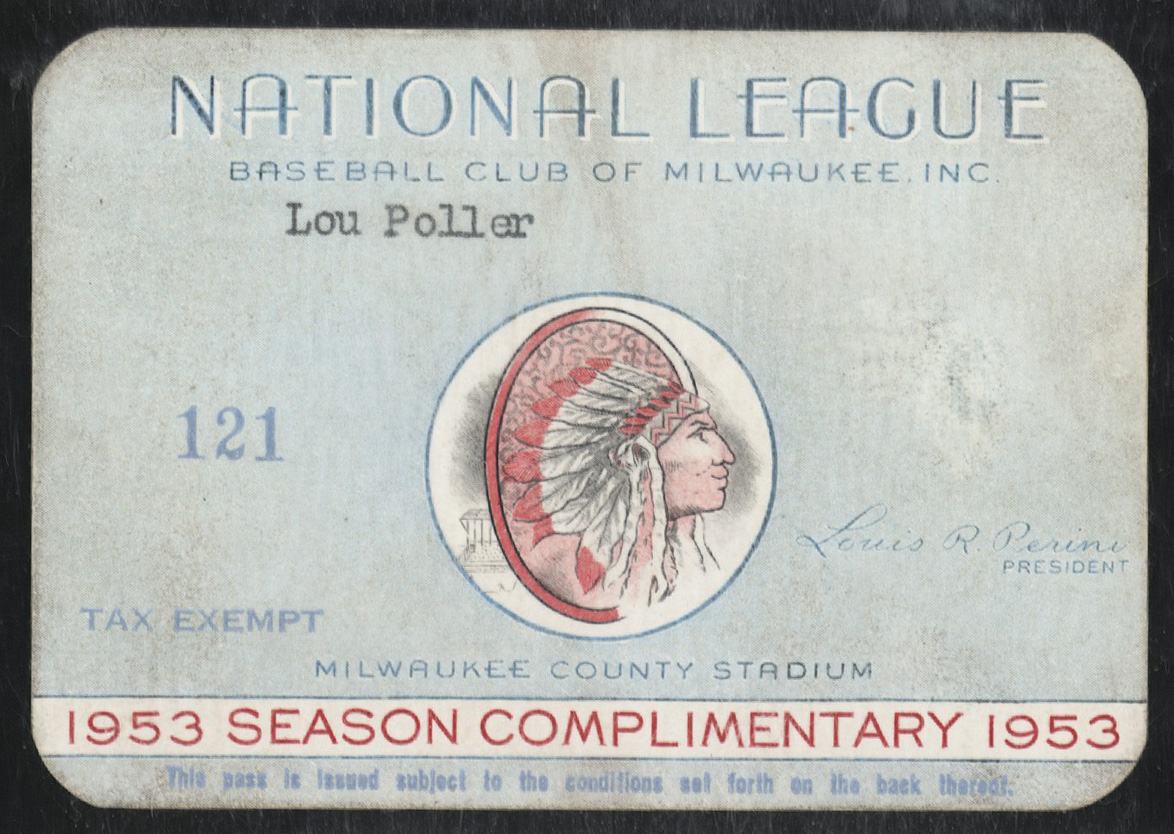 NATIONAL LEAGUE
BASEBALL CLUB OF MILWAUKEE. INC.
Lou Poller
121
Louis R. Perini
PRESIDENT
TAX EXEMPT
MILWAUKEE COUNTY STADIUM
1953 SEASON COMPLIMENTARY 1953
This pass is issued subject to the conditions set forth on the back thereof.